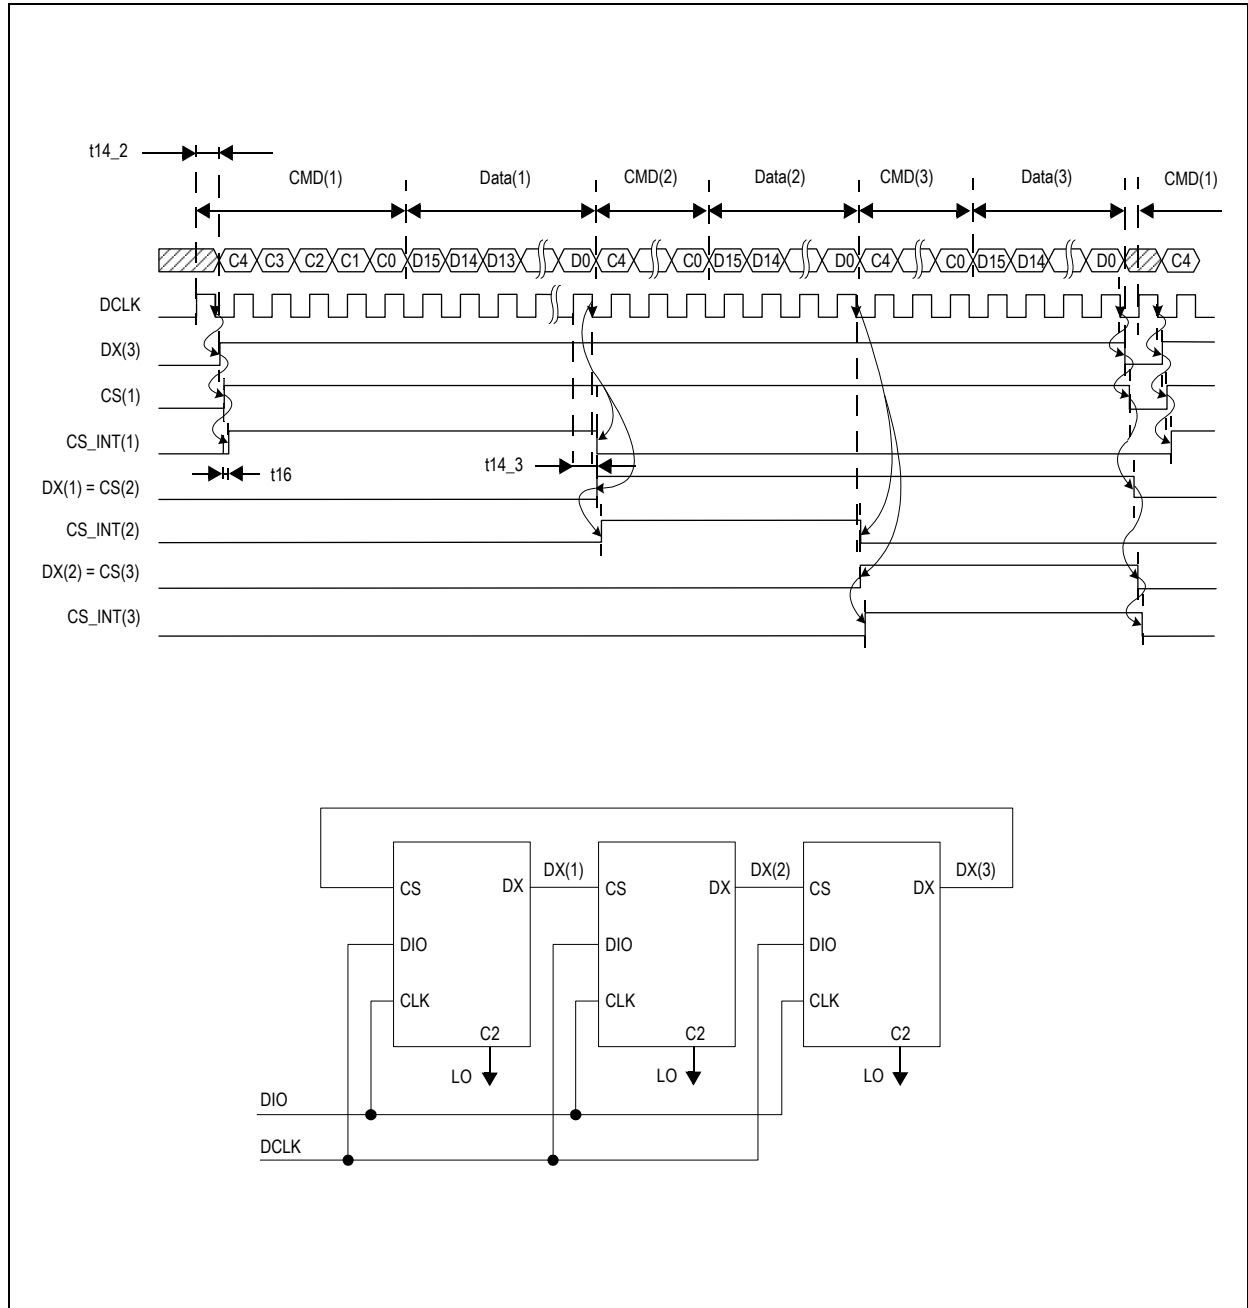 t14_2
CMD(1) Data(1) CMD(2) Data(2) CMD(3) Data(3) CMD(1)
C4 C3 C2 C1 C0 D15 D14 D13 D0 C4 C0 D15 D14 D0 C4 C0 D15 D14 D0 C4
DCLK
DX(3)
CS(1)
CS_INT(1)
t14_3
t16
DX(1) = CS(2)
CS_INT(2)
DX(2) = CS(3)
CS_INT(3)
DX(1) DX(2) DX(3)
CS DX CS DX CS DX
DIO DIO DIO
CLK CLK CLK
C2 C2 C2
LO LO LO
DIO
DCLK